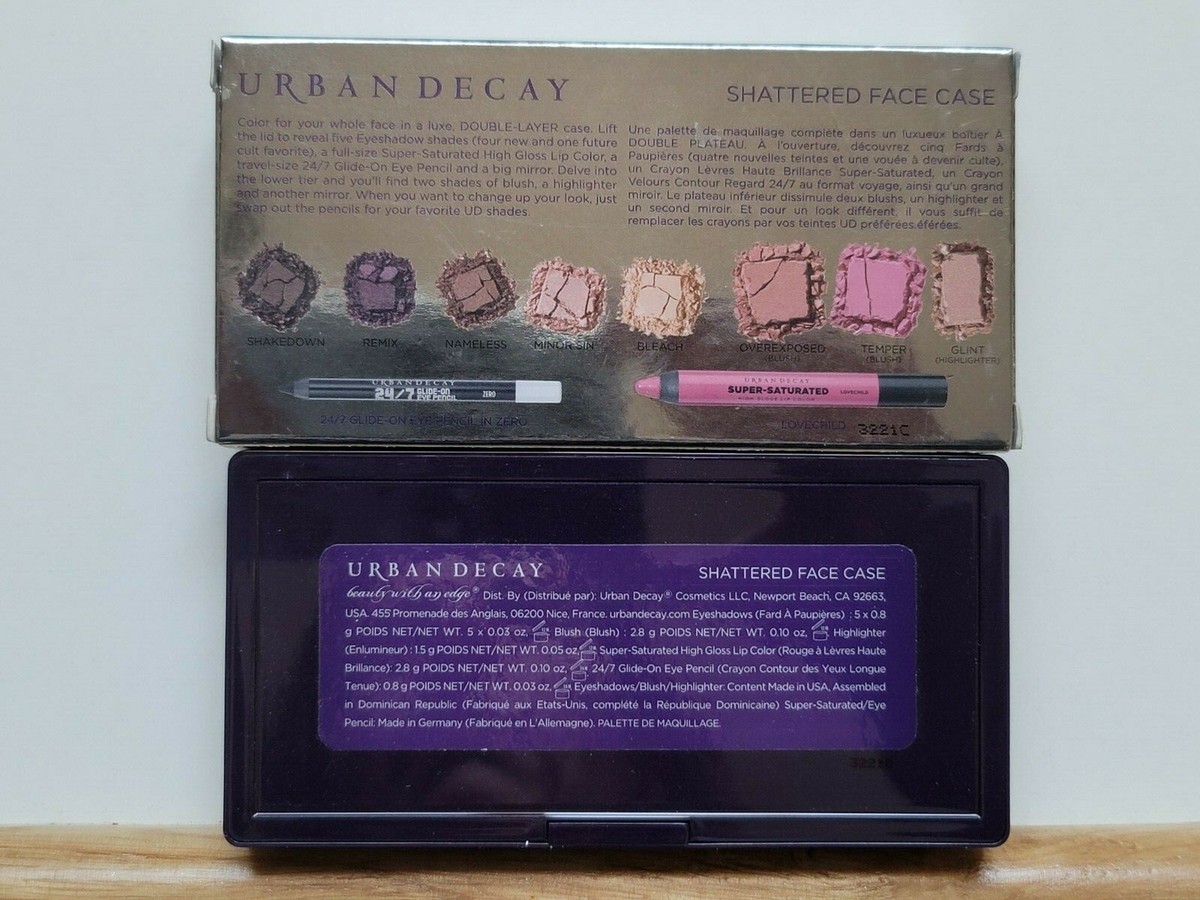 URBAN DECAY
SHATTERED FACE CASE
Color for your whole face in a luxe, DOUBLE-LAYER case. Lift
the lid to reveal five Eyeshadow shades (four new and one future
cult favorite), a full-size Super-Saturated High Gloss Lip Color, a
travel-size 24/7 Glide-On Eye Pencil and a big mirror. Delve into
the lower tier and you'll find two shades of blush, a highlighter
and another mirror. When you want to change up your look, just
swap out the pencils for your favorite UD shades.
Une palette de maquillage complète dans un luxueux boîtier À
DOUBLE PLATEAU. À l'ouverture, découvrez cinq Fards à
Paupières (quatre nouvelles teintes et une vouée à devenir culte),
un Crayon Lèvres Haute Brillance Super-Saturated, un Crayon
Velours Contour Regard 24/7 au format voyage, ainsi qu'un grand
miroir. Le plateau inférieur dissimule deux blushs, un highlighter et
un second miroir. Et pour un look différent, il vous suffit de
remplacer les crayons par vos teintes UD préférées.éférées.
SHAKEDOWN
REMIX
NAMELESS
MINOR SIN
BLEACH
OVEREXPOSED
(BLUSH)
TEMPER
(BLUSH)
GLINT
(HIGHLIGHTER)
URBAN DECAY
24/7 GLIDE-ON
EYE PENCIL
ZERO
URBAN DECAY
SUPER-SATURATED
HIGH GLOSS LIP COLOR
LOVECHILD
24/7 GLIDE-ON EYE PENCIL IN ZERO
LOVECHILD
3221C
URBAN DECAY
SHATTERED FACE CASE
beauty with an edge® Dist. By (Distribué par): Urban Decay® Cosmetics LLC, Newport Beach, CA 92663,
USA. 455 Promenade des Anglais, 06200 Nice, France. urbandecay.com Eyeshadows (Fard À Paupières) : 5 x 0.8
g POIDS NET/NET WT. 5 x 0.03 oz, Blush (Blush) : 2.8 g POIDS NET/NET WT. 0.10 oz, Highlighter
(Enlumineur) : 1.5 g POIDS NET/NET WT. 0.05 oz, Super-Saturated High Gloss Lip Color (Rouge à Lèvres Haute
Brillance): 2.8 g POIDS NET/NET WT. 0.10 oz, 24/7 Glide-On Eye Pencil (Crayon Contour des Yeux Longue
Tenue): 0.8 g POIDS NET/NET WT. 0.03 oz, Eyeshadows/Blush/Highlighter: Content Made in USA, Assembled
in Dominican Republic (Fabriqué aux Etats-Unis, complété la République Dominicaine) Super-Saturated/Eye
Pencil: Made in Germany (Fabriqué en L'Allemagne). PALETTE DE MAQUILLAGE.